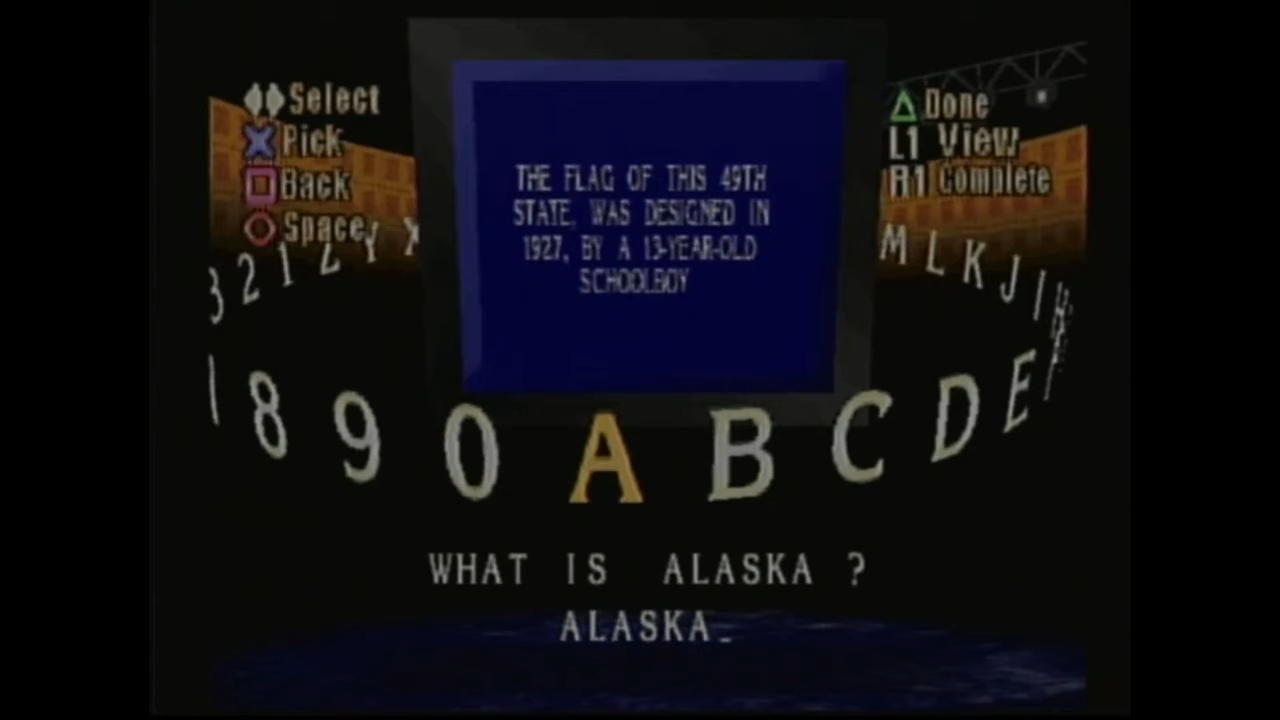 Select
Pick
Back
Space
Done
L1 View
R1 Complete
THE FLAG OF THIS 49TH
STATE, WAS DESIGNED IN
1927, BY A 13-YEAR-OLD
SCHOOLBOY
3 2 1 Z Y X
M L K J I
8 9 0 A B C D E
WHAT IS ALASKA ?
ALASKA_